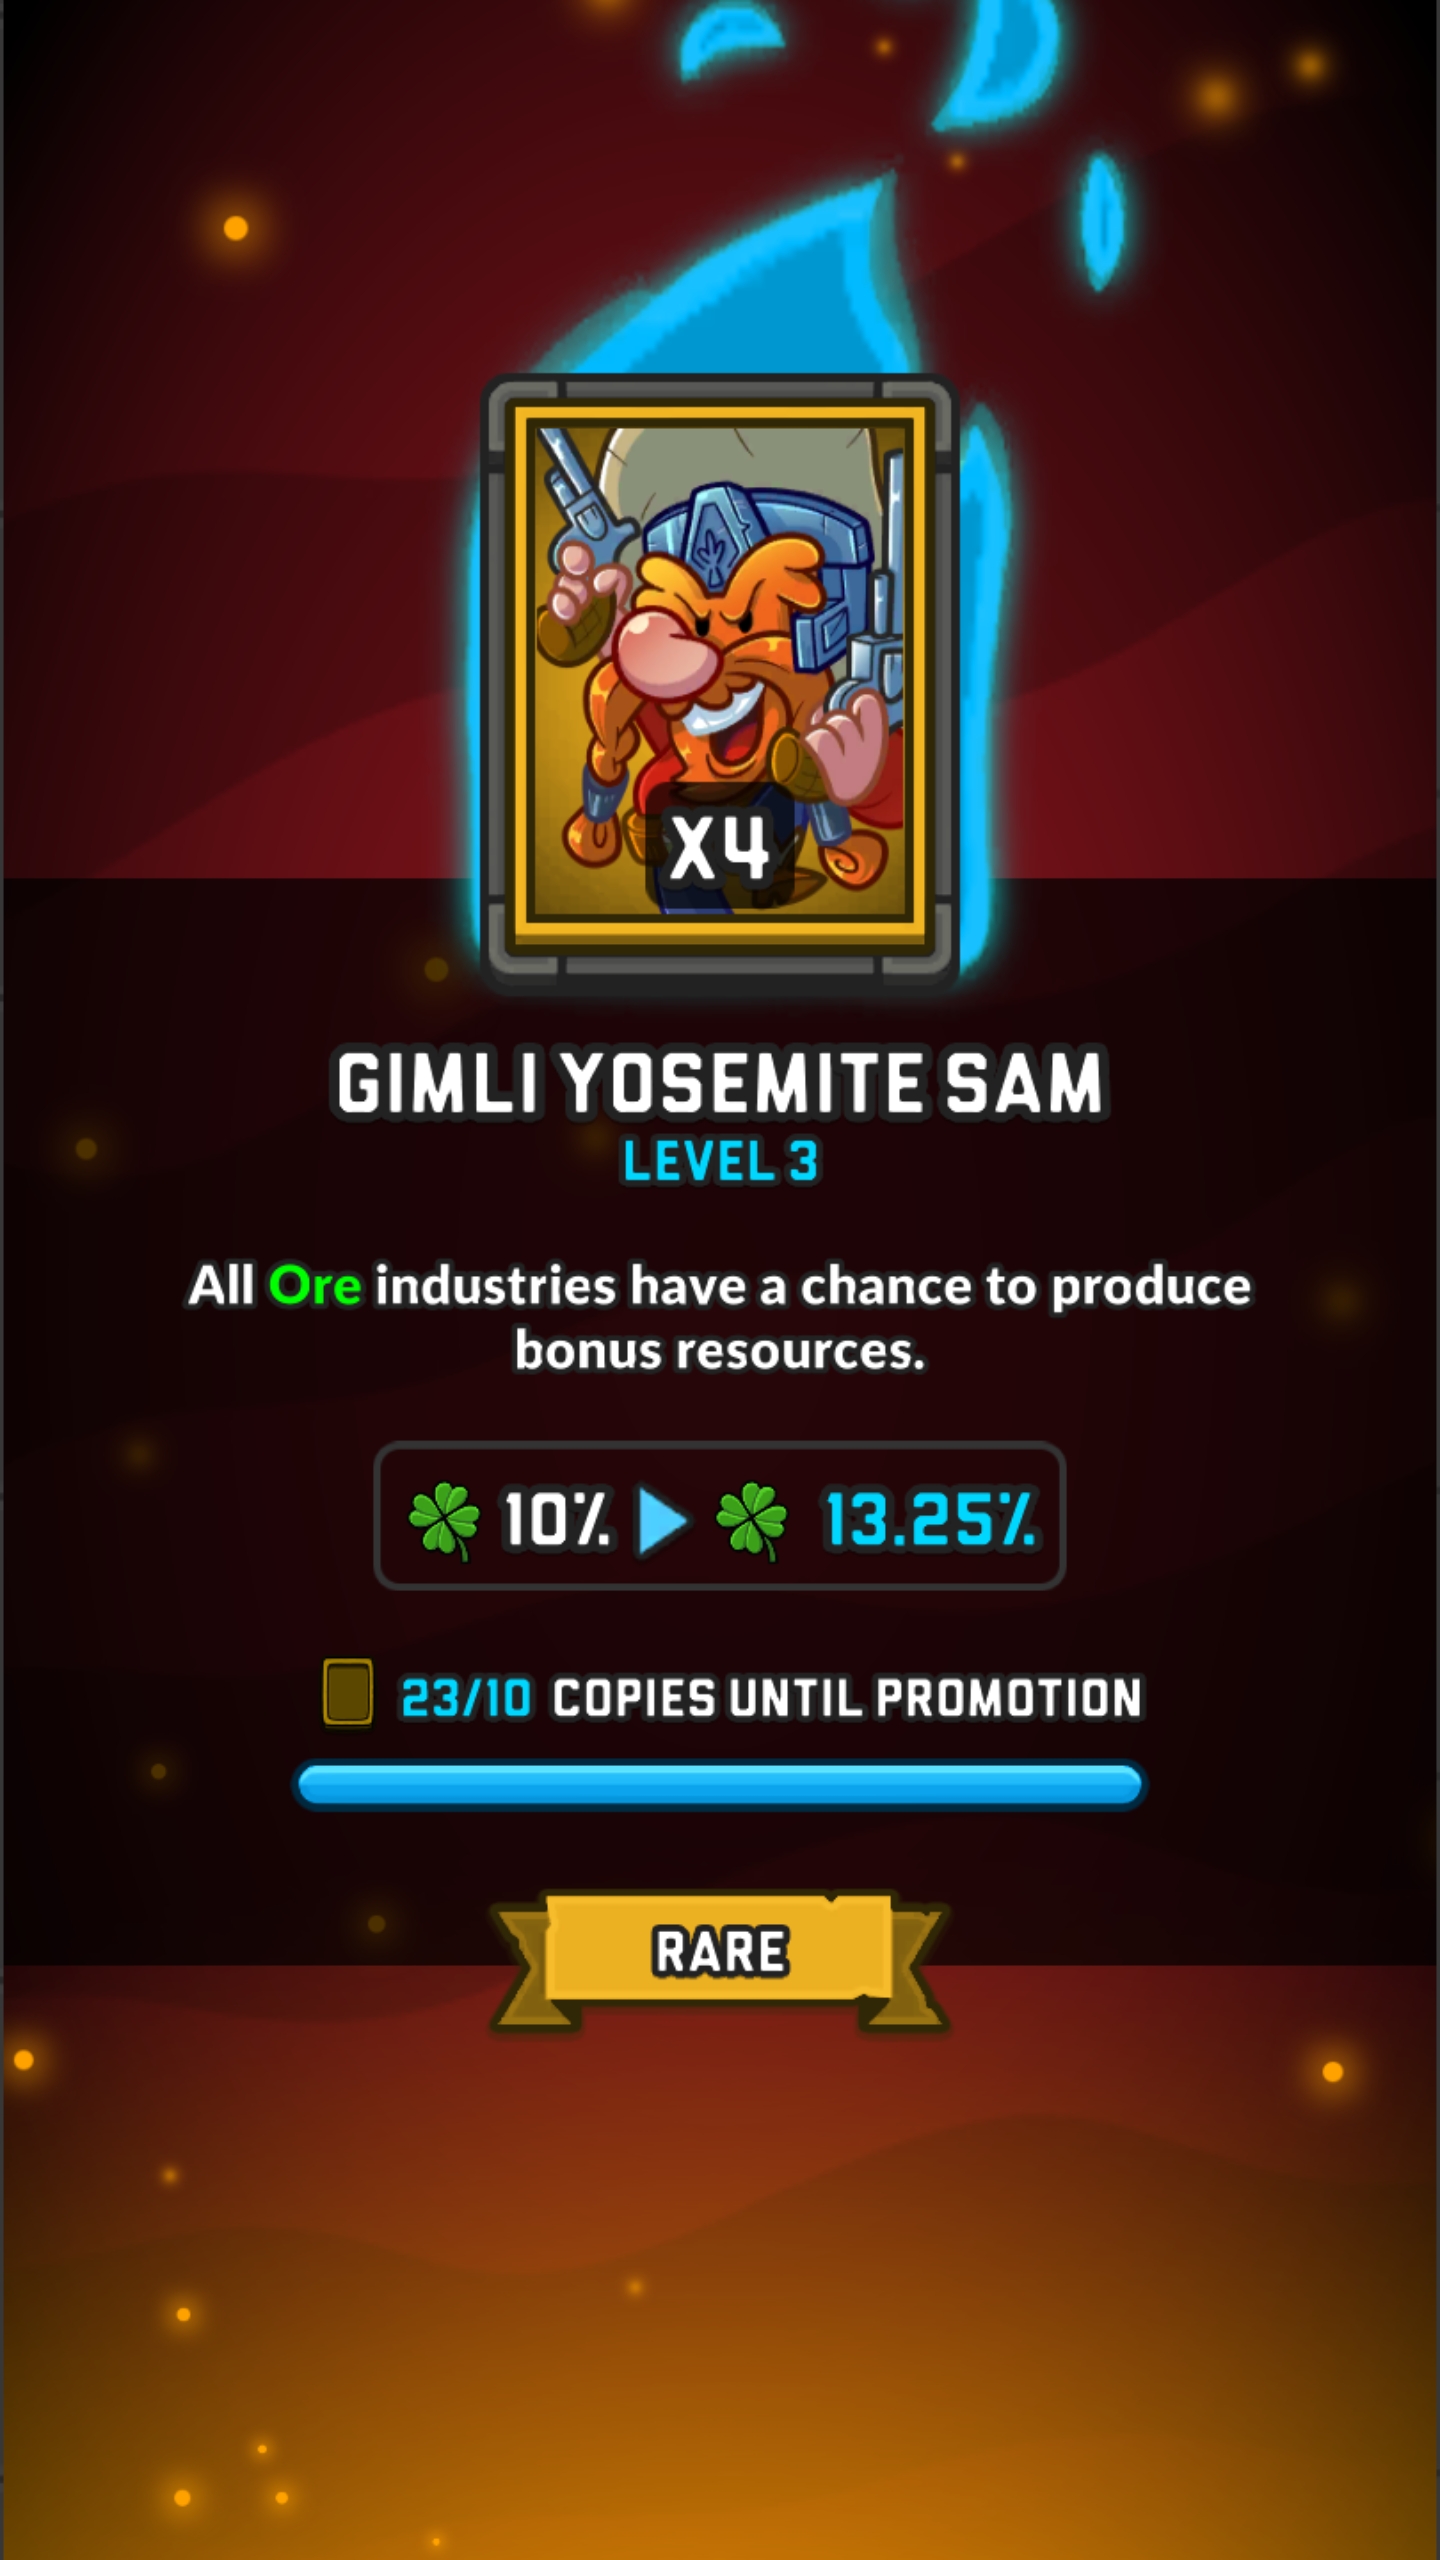 X4
GIMLI YOSEMITE SAM
LEVEL 3
All Ore industries have a chance to produce
bonus resources.
10% 13.25%
23/10 COPIES UNTIL PROMOTION
RARE